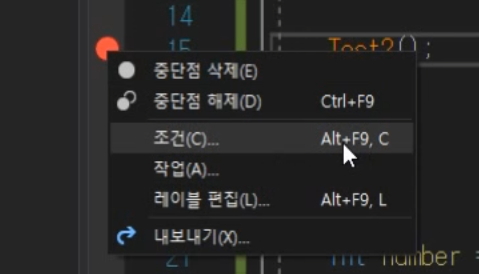 14
15 Test2();
중단점 삭제(E)
중단점 해제(D) Ctrl+F9
조건(C)... Alt+F9, C
작업(A)...
레이블 편집(L)... Alt+F9, L
내보내기(X)...
21 int number =